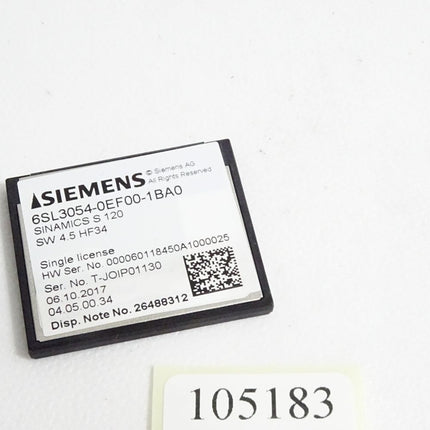 SIEMENS © Siemens AG
All Rights Reserved
6SL3054-0EF00-1BA0
SINAMICS S 120
SW 4.5 HF34
Single license
HW Ser. No. 000060118450A1000025
Ser. No. T-JOIP01130
06.10.2017
04.05.00 34
Disp. Note No. 26488312
105183